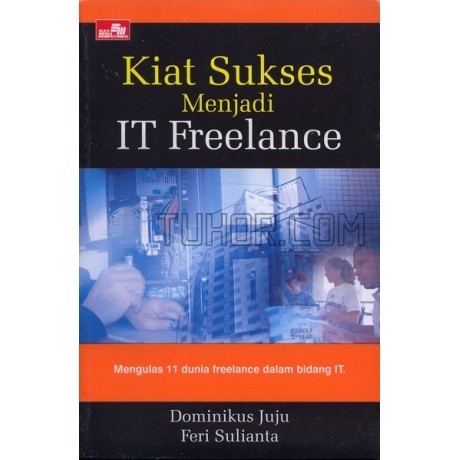 Kiat Sukses
Menjadi
IT Freelance
TUHOR.COM
Mengulas 11 dunia freelance dalam bidang IT.
Dominikus Juju
Feri Sulianta